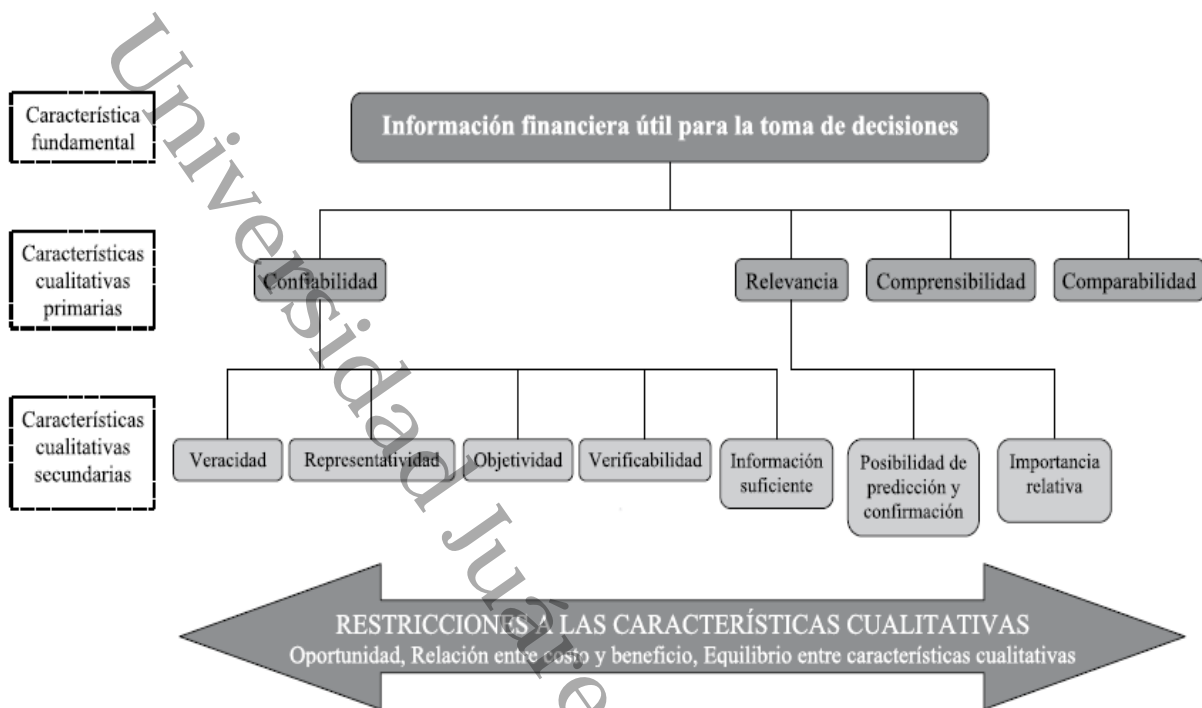 Característica
fundamental
Información financiera útil para la toma de decisiones
Características
cualitativas
primarias
Confiabilidad
Relevancia
Comprensibilidad
Comparabilidad
Características
cualitativas
secundarias
Veracidad
Representatividad
Objetividad
Verificabilidad
Información
suficiente
Posibilidad de
predicción y
confirmación
Importancia
relativa
RESTRICCIONES A LAS CARACTERÍSTICAS CUALITATIVAS
Oportunidad, Relación entre costo y beneficio, Equilibrio entre características cualitativas
Universidad Juáre